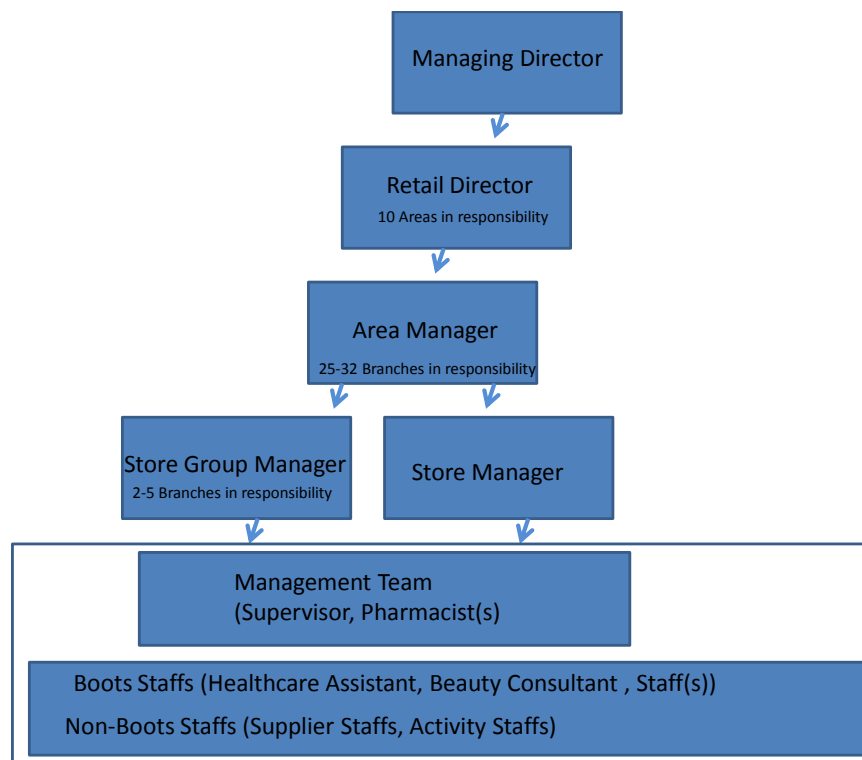 Managing Director
Retail Director
10 Areas in responsibility
Area Manager
25-32 Branches in responsibility
Store Group Manager
2-5 Branches in responsibility
Store Manager
Management Team
(Supervisor, Pharmacist(s)
Boots Staffs (Healthcare Assistant, Beauty Consultant , Staff(s))
Non-Boots Staffs (Supplier Staffs, Activity Staffs)